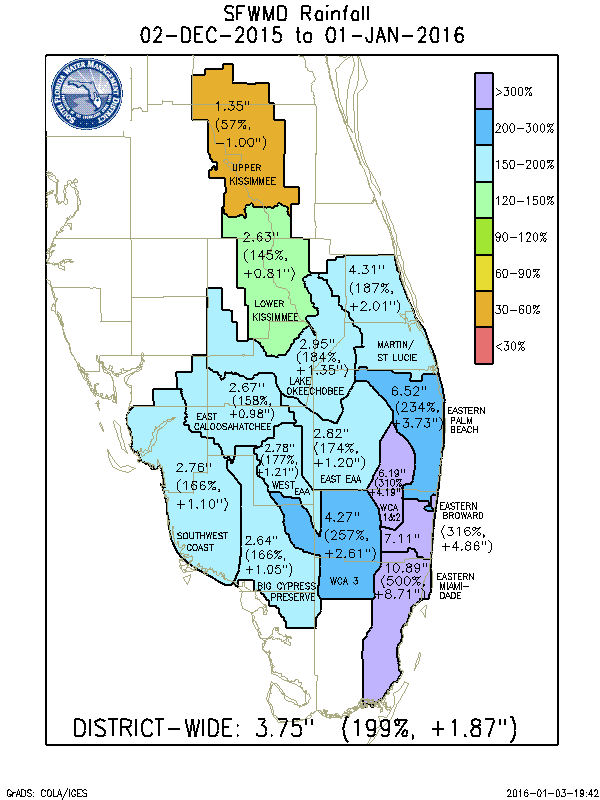 SFWMD Rainfall
02-DEC-2015 to 01-JAN-2016
SOUTH FLORIDA WATER MANAGEMENT DISTRICT
>300%
200-300%
150-200%
120-150%
90-120%
60-90%
30-60%
<30%
1.35"
(57%,
-1.00")
UPPER
KISSIMMEE
2.63"
(145%,
+0.81")
LOWER
KISSIMMEE
4.31"
(187%,
+2.01")
MARTIN/
ST LUCIE
2.95"
(184%,
+1.35")
LAKE
OKEECHOBEE
2.67"
(158%,
+0.98")
EAST
CALOOSAHATCHEE
6.52"
(234%,
+3.73")
EASTERN
PALM
BEACH
2.82"
(174%,
+1.20")
EAST EAA
2.78"
(177%,
+1.21")
WEST
EAA
6.19"
(310%,
+4.19")
WCA
1&2
2.76"
(166%,
+1.10")
SOUTHWEST
COAST
4.27"
(257%,
+2.61")
WCA 3
EASTERN
BROWARD
(316%,
+4.86")
7.11"
2.64"
(166%,
+1.05")
BIG CYPRESS
PRESERVE
10.89"
(500%,
+8.71")
EASTERN
MIAMI-
DADE
DISTRICT-WIDE: 3.75" (199%, +1.87")
GrADS: COLA/IGES
2016-01-03-19:42